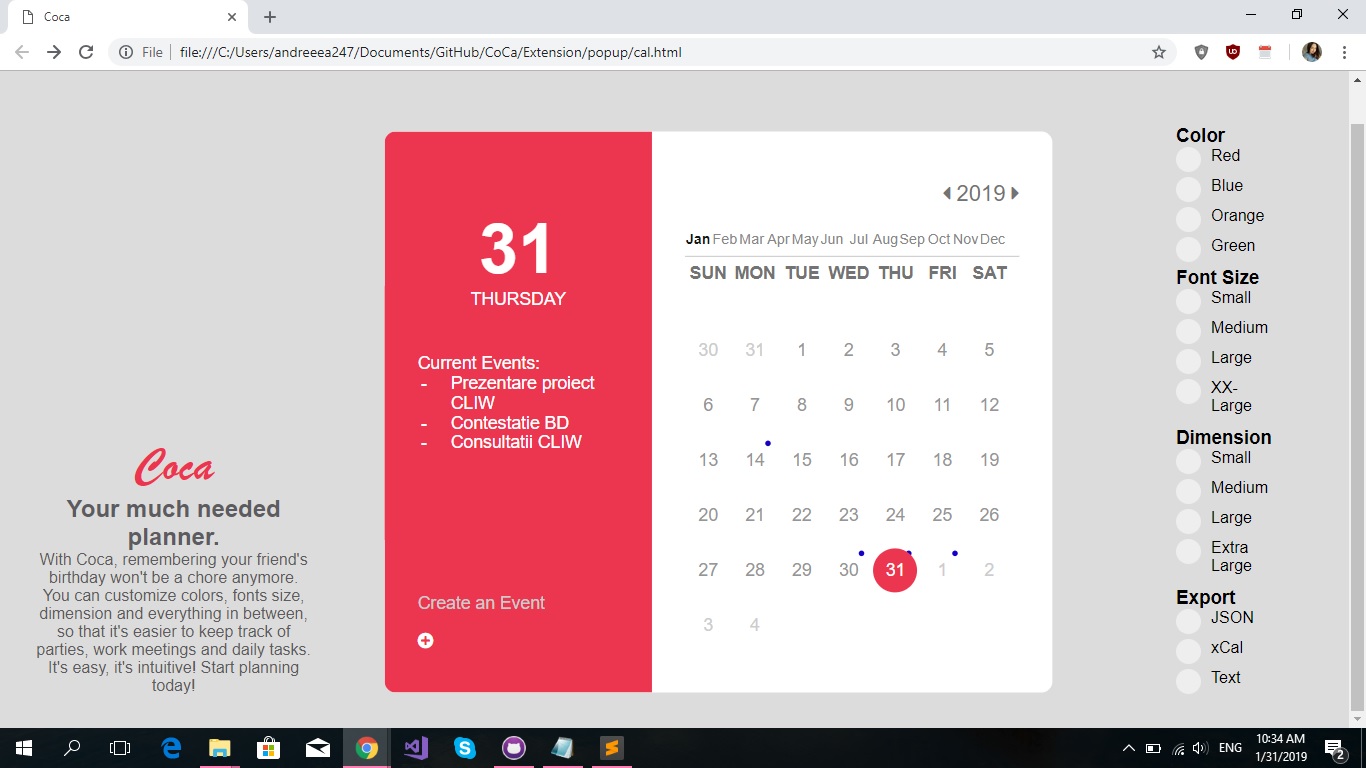 Coca
File
file:///C:/Users/andreeea247/Documents/GitHub/CoCa/Extension/popup/cal.html
Coca
Your much needed
planner.
With Coca, remembering your friend's
birthday won't be a chore anymore.
You can customize colors, fonts size,
dimension and everything in between,
so that it's easier to keep track of
parties, work meetings and daily tasks.
It's easy, it's intuitive! Start planning
today!
31
THURSDAY
Current Events:
- Prezentare proiect
CLIW
- Contestatie BD
- Consultatii CLIW
Create an Event
2019
Jan Feb Mar Apr May Jun Jul Aug Sep Oct Nov Dec
SUN MON TUE WED THU FRI SAT
30 31 1 2 3 4 5
6 7 8 9 10 11 12
13 14 15 16 17 18 19
20 21 22 23 24 25 26
27 28 29 30 31 1 2
3 4
Color
Red
Blue
Orange
Green
Font Size
Small
Medium
Large
XX-
Large
Dimension
Small
Medium
Large
Extra
Large
Export
JSON
xCal
Text
ENG
10:34 AM
1/31/2019
2